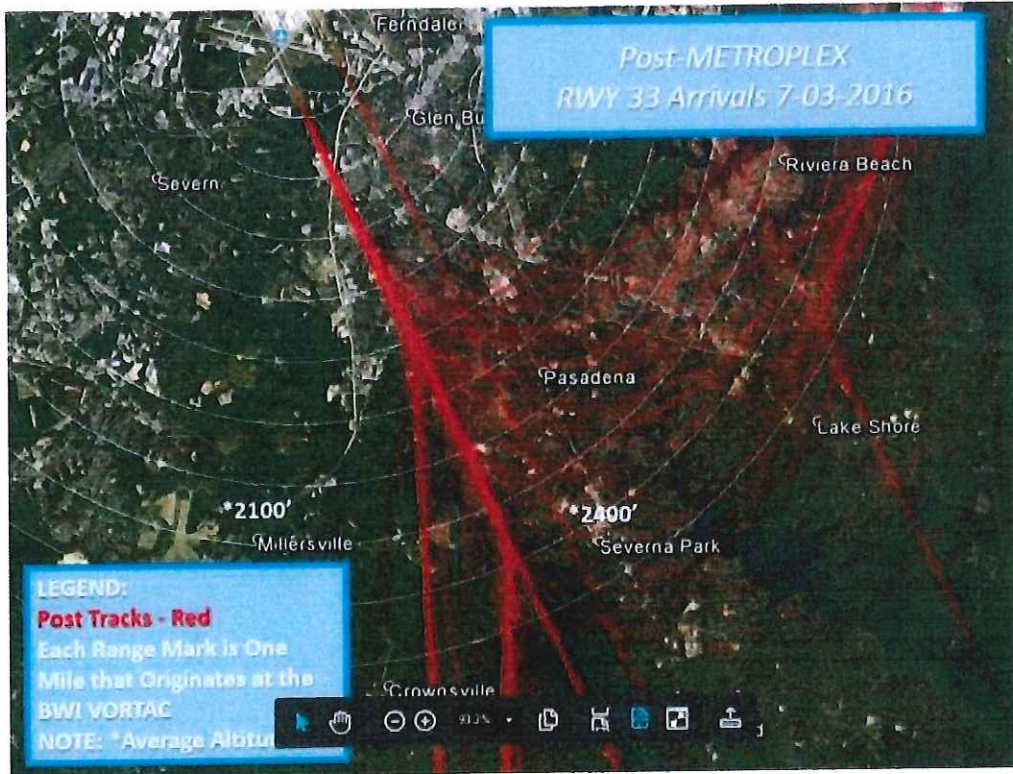 Ferndale
Post-METROPLEX
RWY 33 Arrivals 7-03-2016
Glen Bu
Riviera Beach
Severn
Pasadena
Lake Shore
*2100'
*2400'
Millersville
Severna Park
LEGEND:
Post Tracks - Red
Each Range Mark is One
Mile that Originates at the
BWI VORTAC
NOTE: *Average Altitu
Crownsville